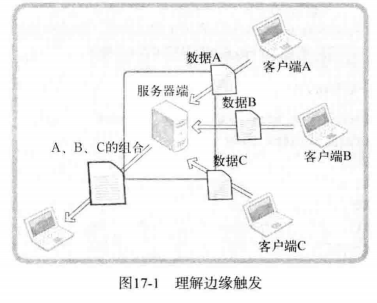 数据A
客户端A
服务器端
数据B
A、B、C的组合
客户端B
数据C
客户端C
图17-1 理解边缘触发